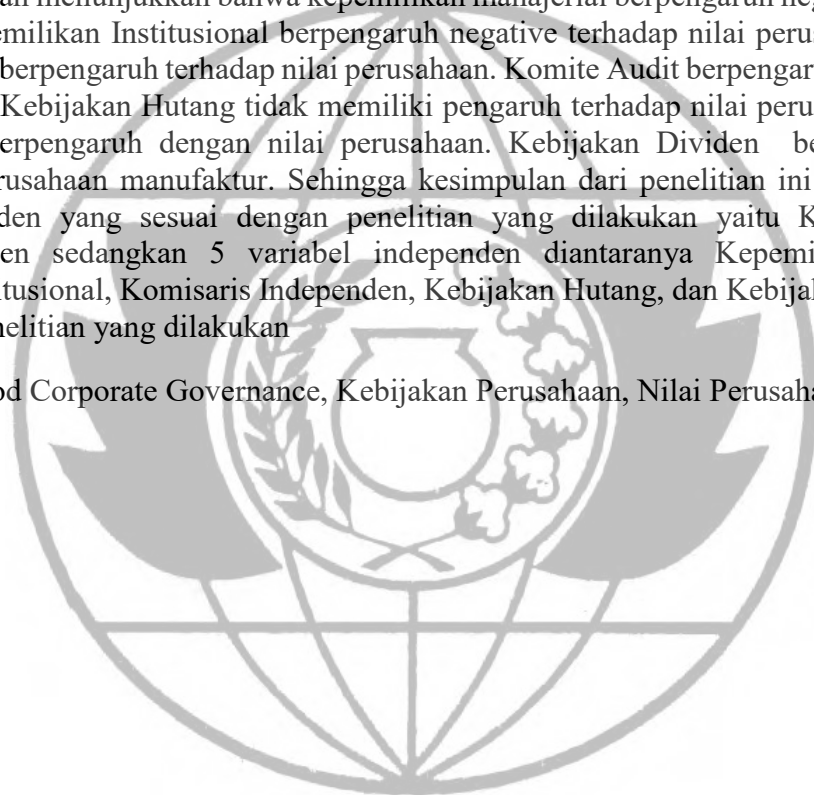 an menunjukkan bahwa kepemilikan manajerial berpengaruh neg
emilikan Institusional berpengaruh negative terhadap nilai perus
berpengaruh terhadap nilai perusahaan. Komite Audit berpengar
Kebijakan Hutang tidak memiliki pengaruh terhadap nilai peru
erpengaruh dengan nilai perusahaan. Kebijakan Dividen be
rusahaan manufaktur. Sehingga kesimpulan dari penelitian ini
den yang sesuai dengan penelitian yang dilakukan yaitu K
en sedangkan 5 variabel independen diantaranya Kepemi
itusional, Komisaris Independen, Kebijakan Hutang, dan Kebijak
nelitian yang dilakukan
od Corporate Governance, Kebijakan Perusahaan, Nilai Perusaha